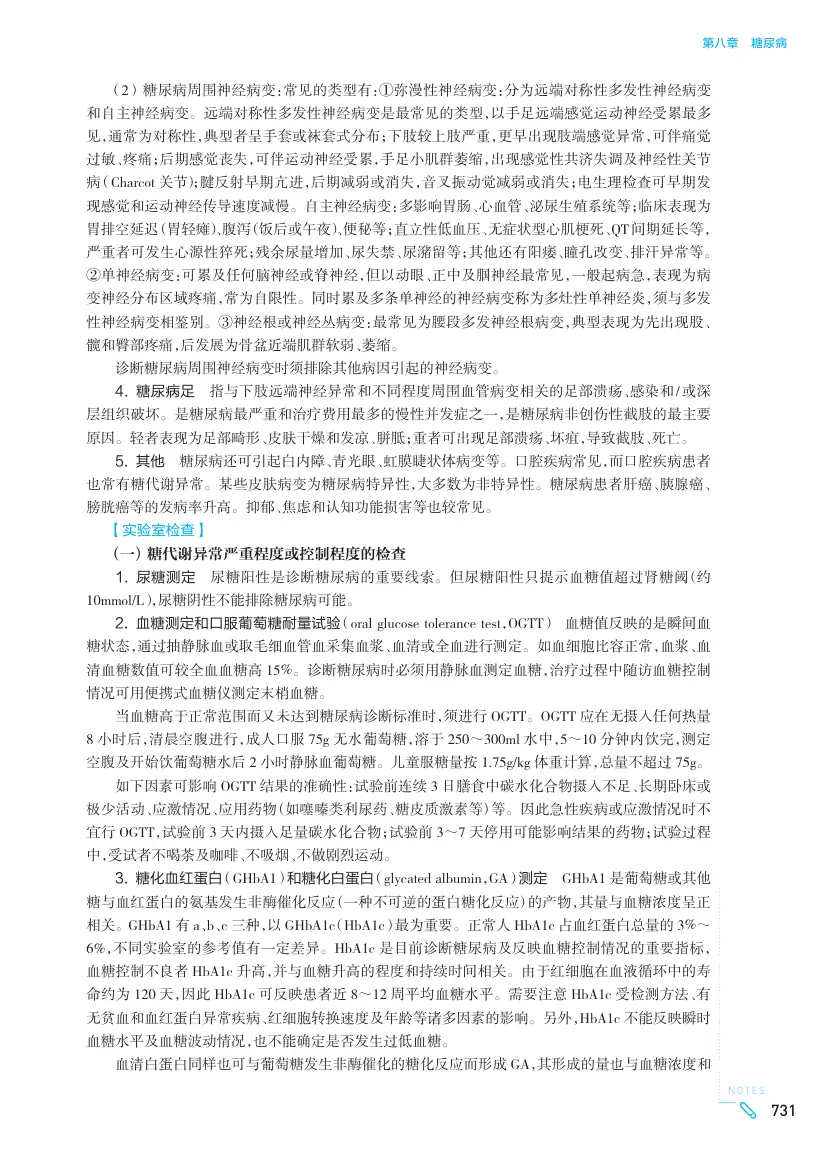 第八章　糖尿病
（2）糖尿病周围神经病变：常见的类型有：①弥漫性神经病变：分为远端对称性多发性神经病变
和自主神经病变。远端对称性多发性神经病变是最常见的类型，以手足远端感觉运动神经受累最多
见，通常为对称性，典型者呈手套或袜套式分布；下肢较上肢严重，更早出现肢端感觉异常，可伴痛觉
过敏、疼痛；后期感觉丧失，可伴运动神经受累，手足小肌群萎缩，出现感觉性共济失调及神经性关节
病（Charcot 关节）；腱反射早期亢进，后期减弱或消失，音叉振动觉减弱或消失；电生理检查可早期发
现感觉和运动神经传导速度减慢。自主神经病变：多影响胃肠、心血管、泌尿生殖系统等；临床表现为
胃排空延迟（胃轻瘫）、腹泻（饭后或午夜）、便秘等；直立性低血压、无症状型心肌梗死、QT间期延长等，
严重者可发生心源性猝死；残余尿量增加、尿失禁、尿潴留等；其他还有阳痿、瞳孔改变、排汗异常等。
②单神经病变：可累及任何脑神经或脊神经，但以动眼、正中及腘神经最常见，一般起病急，表现为病
变神经分布区域疼痛，常为自限性。同时累及多条单神经的神经病变称为多灶性单神经炎，须与多发
性神经病变相鉴别。③神经根或神经丛病变：最常见为腰段多发神经根病变，典型表现为先出现股、
髋和臀部疼痛，后发展为骨盆近端肌群软弱、萎缩。
诊断糖尿病周围神经病变时须排除其他病因引起的神经病变。
4. 糖尿病足　指与下肢远端神经异常和不同程度周围血管病变相关的足部溃疡、感染和/或深
层组织破坏。是糖尿病最严重和治疗费用最多的慢性并发症之一，是糖尿病非创伤性截肢的最主要
原因。轻者表现为足部畸形、皮肤干燥和发凉、胼胝；重者可出现足部溃疡、坏疽，导致截肢、死亡。
5. 其他　糖尿病还可引起白内障、青光眼、虹膜睫状体病变等。口腔疾病常见，而口腔疾病患者
也常有糖代谢异常。某些皮肤病变为糖尿病特异性，大多数为非特异性。糖尿病患者肝癌、胰腺癌、
膀胱癌等的发病率升高。抑郁、焦虑和认知功能损害等也较常见。
【实验室检查】
（一）糖代谢异常严重程度或控制程度的检查
1. 尿糖测定　尿糖阳性是诊断糖尿病的重要线索。但尿糖阳性只提示血糖值超过肾糖阈（约
10mmol/L），尿糖阴性不能排除糖尿病可能。
2. 血糖测定和口服葡萄糖耐量试验（oral glucose tolerance test，OGTT）　血糖值反映的是瞬间血
糖状态，通过抽静脉血或取毛细血管血采集血浆、血清或全血进行测定。如血细胞比容正常，血浆、血
清血糖数值可较全血血糖高 15%。诊断糖尿病时必须用静脉血测定血糖，治疗过程中随访血糖控制
情况可用便携式血糖仪测定末梢血糖。
当血糖高于正常范围而又未达到糖尿病诊断标准时，须进行 OGTT。OGTT 应在无摄入任何热量
8 小时后，清晨空腹进行，成人口服 75g 无水葡萄糖，溶于 250～300ml 水中，5～10 分钟内饮完，测定
空腹及开始饮葡萄糖水后 2 小时静脉血葡萄糖。儿童服糖量按 1.75g/kg 体重计算，总量不超过 75g。
如下因素可影响 OGTT 结果的准确性：试验前连续 3 日膳食中碳水化合物摄入不足、长期卧床或
极少活动、应激情况、应用药物（如噻嗪类利尿药、糖皮质激素等）等。因此急性疾病或应激情况时不
宜行 OGTT，试验前 3 天内摄入足量碳水化合物；试验前 3～7 天停用可能影响结果的药物；试验过程
中，受试者不喝茶及咖啡、不吸烟、不做剧烈运动。
3. 糖化血红蛋白（GHbA1）和糖化白蛋白（glycated albumin，GA）测定　GHbA1 是葡萄糖或其他
糖与血红蛋白的氨基发生非酶催化反应（一种不可逆的蛋白糖化反应）的产物，其量与血糖浓度呈正
相关。GHbA1 有 a、b、c 三种，以 GHbA1c（HbA1c）最为重要。正常人 HbA1c 占血红蛋白总量的 3%～
6%，不同实验室的参考值有一定差异。HbA1c 是目前诊断糖尿病及反映血糖控制情况的重要指标，
血糖控制不良者 HbA1c 升高，并与血糖升高的程度和持续时间相关。由于红细胞在血液循环中的寿
命约为 120 天，因此 HbA1c 可反映患者近 8～12 周平均血糖水平。需要注意 HbA1c 受检测方法、有
无贫血和血红蛋白异常疾病、红细胞转换速度及年龄等诸多因素的影响。另外，HbA1c 不能反映瞬时
血糖水平及血糖波动情况，也不能确定是否发生过低血糖。
血清白蛋白同样也可与葡萄糖发生非酶催化的糖化反应而形成 GA，其形成的量也与血糖浓度和
NOTES
731